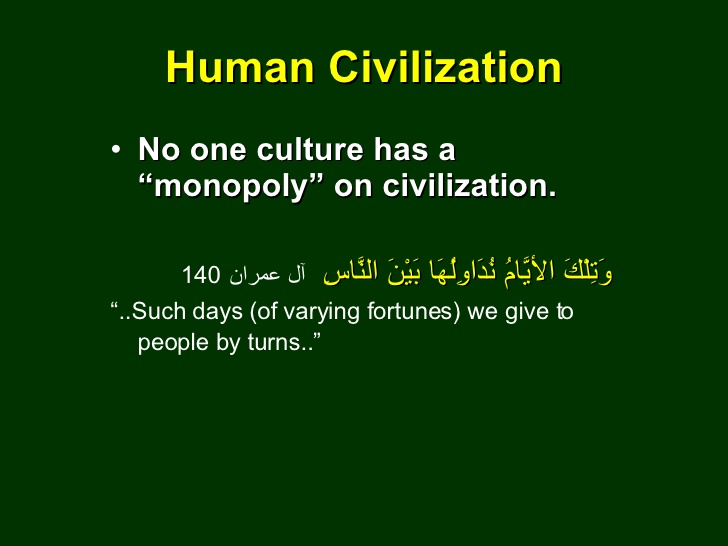 Human Civilization
• No one culture has a
“monopoly” on civilization.
وَتِلْكَ الأيَّامُ نُدَاوِلُهَا بَيْنَ النَّاسِ آل عمران 140
“..Such days (of varying fortunes) we give to
people by turns..”